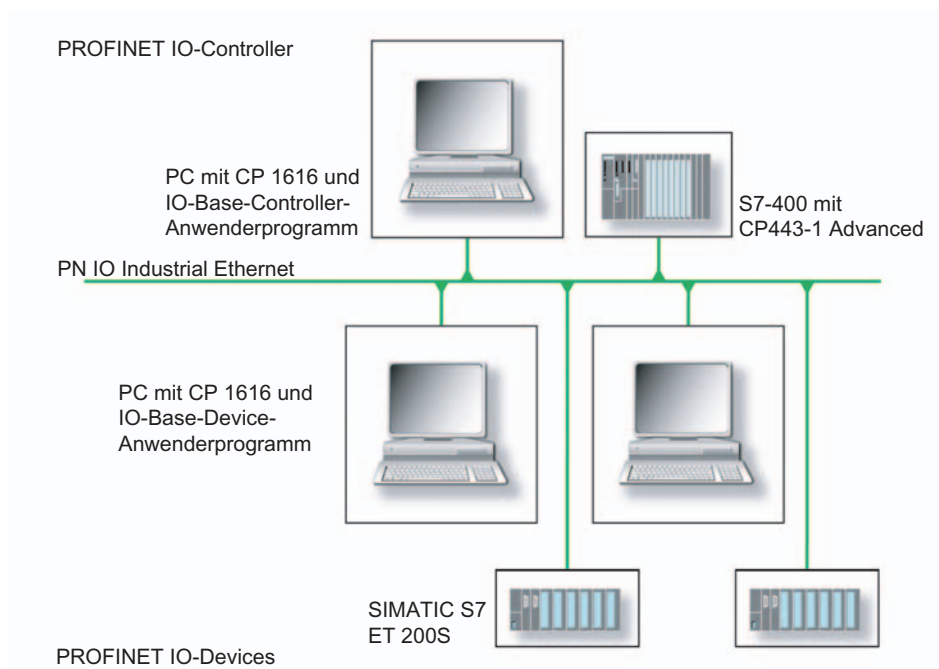 PROFINET IO-Controller
PC mit CP 1616 und
IO-Base-Controller-
Anwenderprogramm
S7-400 mit
CP443-1 Advanced
PN IO Industrial Ethernet
PC mit CP 1616 und
IO-Base-Device-
Anwenderprogramm
SIMATIC S7
ET 200S
PROFINET IO-Devices